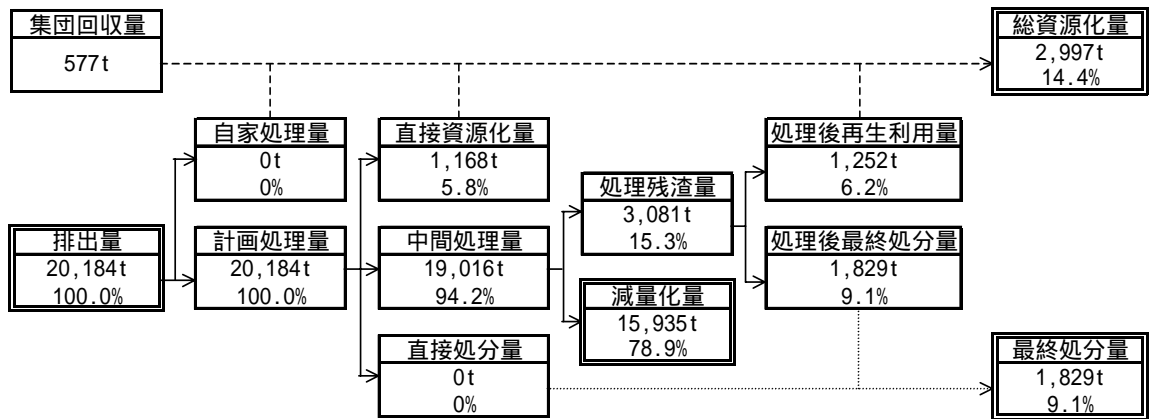 集団回収量
577t
総資源化量
2,997t
14.4%
自家処理量
0t
0%
直接資源化量
1,168t
5.8%
処理後再生利用量
1,252t
6.2%
処理残渣量
3,081t
15.3%
排出量
20,184t
100.0%
計画処理量
20,184t
100.0%
中間処理量
19,016t
94.2%
処理後最終処分量
1,829t
9.1%
減量化量
15,935t
78.9%
直接処分量
0t
0%
最終処分量
1,829t
9.1%